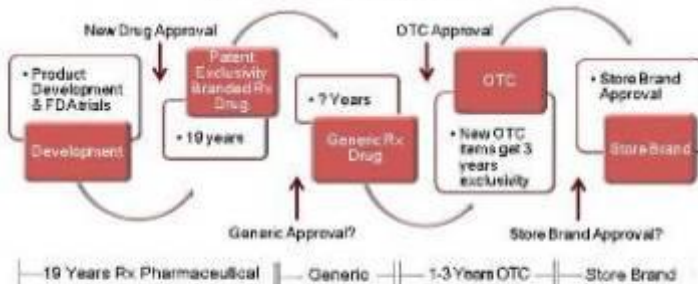 New Drug Approval
OTC Approval
• Product
Development
& FDA trials
Development
Patent
Exclusivity
Branded Rx
Drug
• 19 years
• ? Years
Generic Rx
Drug
OTC
• New OTC
items get 3
years
exclusivity
• Store Brand
Approval
Store Brand
Generic Approval?
Store Brand Approval?
19 Years Rx Pharmaceutical
Generic
1-3 Years OTC
Store Brand